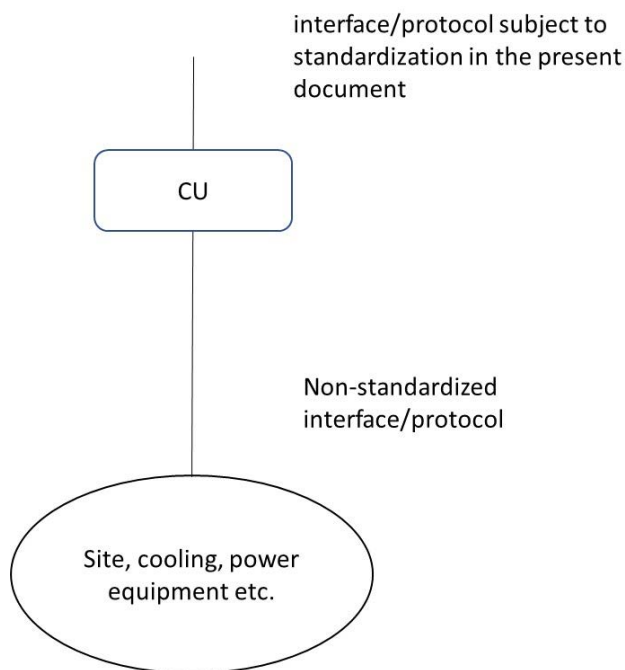 interface/protocol subject to
standardization in the present
document
CU
Non-standardized
interface/protocol
Site, cooling, power
equipment etc.